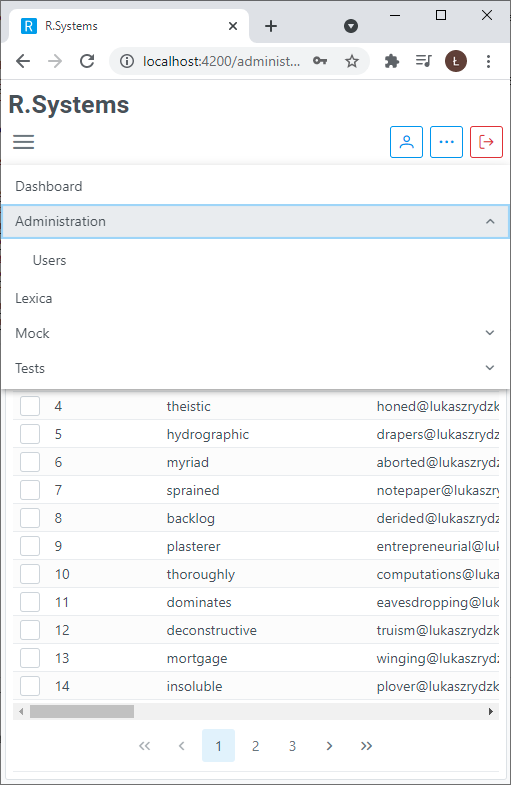 R R.Systems
localhost:4200/administ...
Ł
R.Systems
Dashboard
Administration
Users
Lexica
Mock
Tests
4 theistic honed@lukaszrydzk
5 hydrographic drapers@lukaszrydz
6 myriad aborted@lukaszryd
7 sprained notepaper@lukaszry
8 backlog derided@lukaszrydz
9 plasterer entrepreneurial@luk
10 thoroughly computations@luka
11 dominates eavesdropping@luk
12 deconstructive truism@lukaszrydzk
13 mortgage winging@lukaszrydz
14 insoluble plover@lukaszrydzk
1 2 3